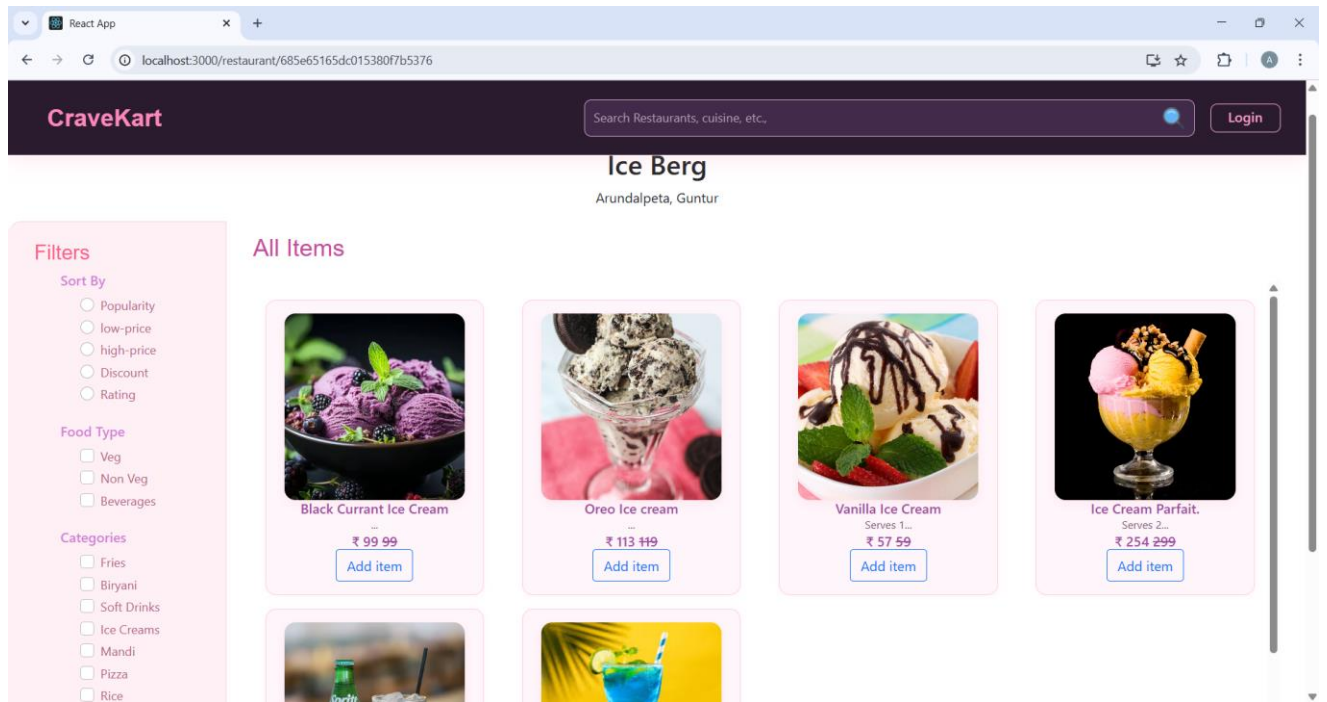 React App
localhost:3000/restaurant/685e65165dc015380f7b5376
A
CraveKart
Search Restaurants, cuisine, etc.,
Login
Ice Berg
Arundalpeta, Guntur
Filters
Sort By
Popularity
low-price
high-price
Discount
Rating
Food Type
Veg
Non Veg
Beverages
Categories
Fries
Biryani
Soft Drinks
Ice Creams
Mandi
Pizza
Rice
All Items
Black Currant Ice Cream
...
₹ 99 99
Add item
Oreo Ice cream
...
₹ 113 119
Add item
Vanilla Ice Cream
Serves 1...
₹ 57 59
Add item
Ice Cream Parfait.
Serves 2...
₹ 254 299
Add item